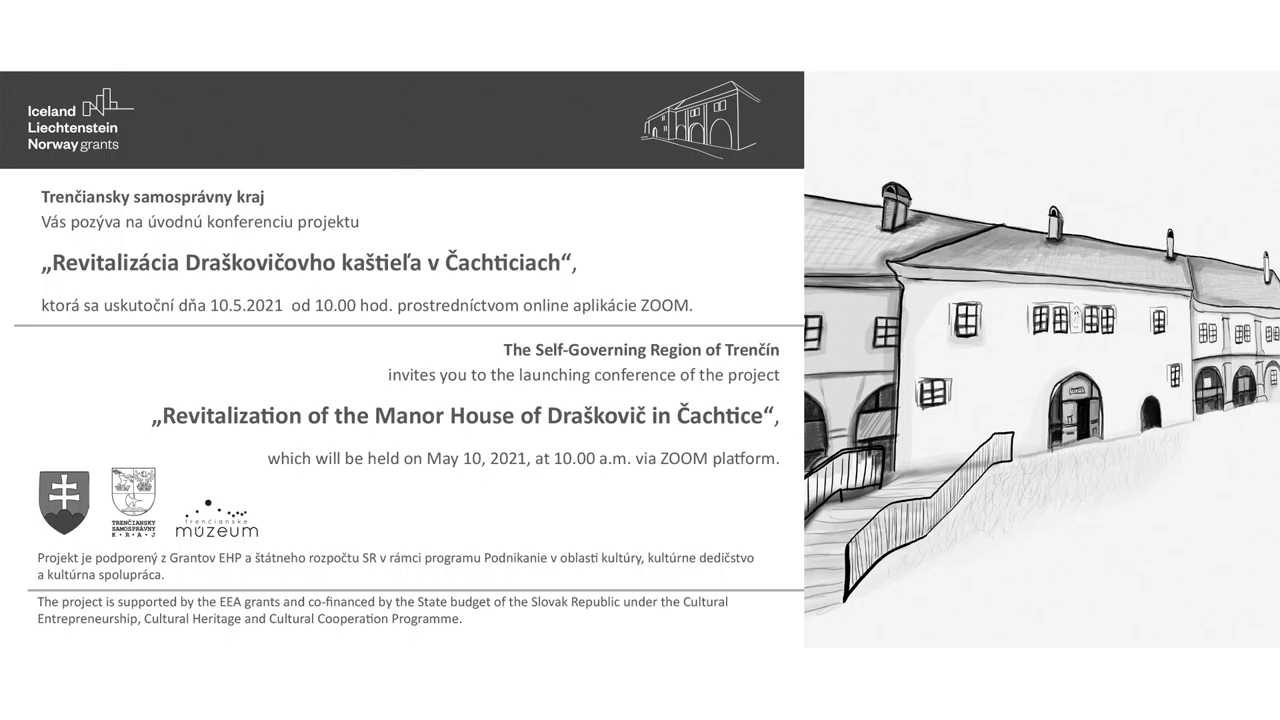 Iceland
Liechtenstein
Norway grants
Trenčiansky samosprávny kraj
Vás pozýva na úvodnú konferenciu projektu
„Revitalizácia Draškovičovho kaštieľa v Čachticiach“,
ktorá sa uskutoční dňa 10.5.2021 od 10.00 hod. prostredníctvom online aplikácie ZOOM.
The Self-Governing Region of Trenčín
invites you to the launching conference of the project
„Revitalization of the Manor House of Draškovič in Čachtice“,
which will be held on May 10, 2021, at 10.00 a.m. via ZOOM platform.
TRENČIANSKY
SAMOSPRÁVNY
K·R·A·J
trenčianske
múzeum
Projekt je podporený z Grantov EHP a štátneho rozpočtu SR v rámci programu Podnikanie v oblasti kultúry, kultúrne dedičstvo
a kultúrna spolupráca.
The project is supported by the EEA grants and co-financed by the State budget of the Slovak Republic under the Cultural
Entrepreneurship, Cultural Heritage and Cultural Cooperation Programme.